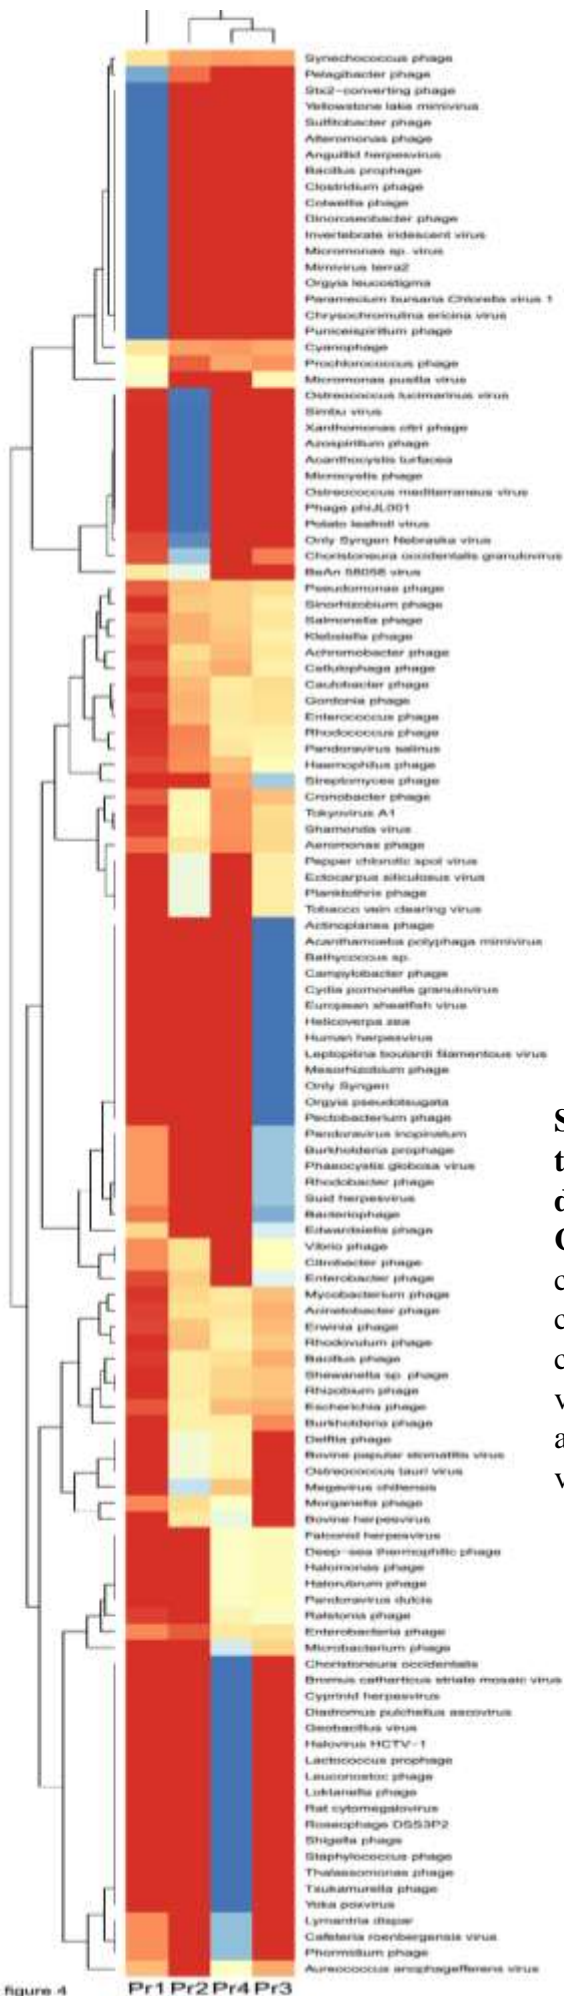 Synechococcus phage
Pelagibacter phage
Stx2-converting phage
Yellowstone lake mimivirus
Sulfitobacter phage
Alteromonas phage
Anguillid herpesvirus
Bacillus prophage
Clostridium phage
Colwellia phage
Dinoroseobacter phage
Invertebrate iridescent virus
Micromonas sp. virus
Mimivirus terra2
Orgyia leucostigma
Paramecium bursaria Chlorella virus 1
Chrysochromulina ericina virus
Puniceispirillum phage
Cyanophage
Prochlorococcus phage
Micromonas pusilla virus
Ostreococcus lucimarinus virus
Simbu virus
Xanthomonas citri phage
Azospirillum phage
Acanthocystis turfacea
Microcystis phage
Ostreococcus mediterraneus virus
Phage phiJL001
Potato leafroll virus
Only Syngen Nebraska virus
Choristoneura occidentalis granulovirus
BeAn 58058 virus
Pseudomonas phage
Sinorhizobium phage
Salmonella phage
Klebsiella phage
Achromobacter phage
Cellulophaga phage
Caulobacter phage
Gordonia phage
Enterococcus phage
Rhodococcus phage
Pandoravirus salinus
Haemophilus phage
Streptomyces phage
Cronobacter phage
Tokyovirus A1
Shamonda virus
Aeromonas phage
Pepper chlorotic spot virus
Ectocarpus siliculosus virus
Planktothrix phage
Tobacco vein clearing virus
Actinoplanes phage
Acanthamoeba polyphaga mimivirus
Bathycoccus sp.
Campylobacter phage
Cydia pomonella granulovirus
European sheatfish virus
Helicoverpa zea
Human herpesvirus
Leptopilina boulardi filamentous virus
Mesorhizobium phage
Only Syngen
Orgyia pseudotsugata
Pectobacterium phage
Pandoravirus inopinatum
Burkholderia prophage
Phaeocystis globosa virus
Rhodobacter phage
Suid herpesvirus
Bacteriophage
Edwardsiella phage
Vibrio phage
Citrobacter phage
Enterobacter phage
Mycobacterium phage
Acinetobacter phage
Erwinia phage
Rhodovulum phage
Bacillus phage
Shewanella sp. phage
Rhizobium phage
Escherichia phage
Burkholderia phage
Delftia phage
Bovine papular stomatitis virus
Ostreococcus tauri virus
Megavirus chiliensis
Morganella phage
Bovine herpesvirus
Falconid herpesvirus
Deep-sea thermophilic phage
Halomonas phage
Halorubrum phage
Pandoravirus dulcis
Ralstonia phage
Enterobacteria phage
Microbacterium phage
Choristoneura occidentalis
Bromus catharticus striate mosaic virus
Cyprinid herpesvirus
Diadromus pulchellus ascovirus
Geobacillus virus
Halovirus HCTV-1
Lactococcus prophage
Leuconostoc phage
Loktanella phage
Rat cytomegalovirus
Roseophage DSS3P2
Shigella phage
Staphylococcus phage
Thalassomonas phage
Tsukamurella phage
Yoka poxvirus
Lymantria dispar
Cafeteria roenbergensis virus
Phormidium phage
Aureococcus anophagefferens virus
figure 4 Pr1 Pr2 Pr4 Pr3
S
t
d
C
c
c
c
v
a
v